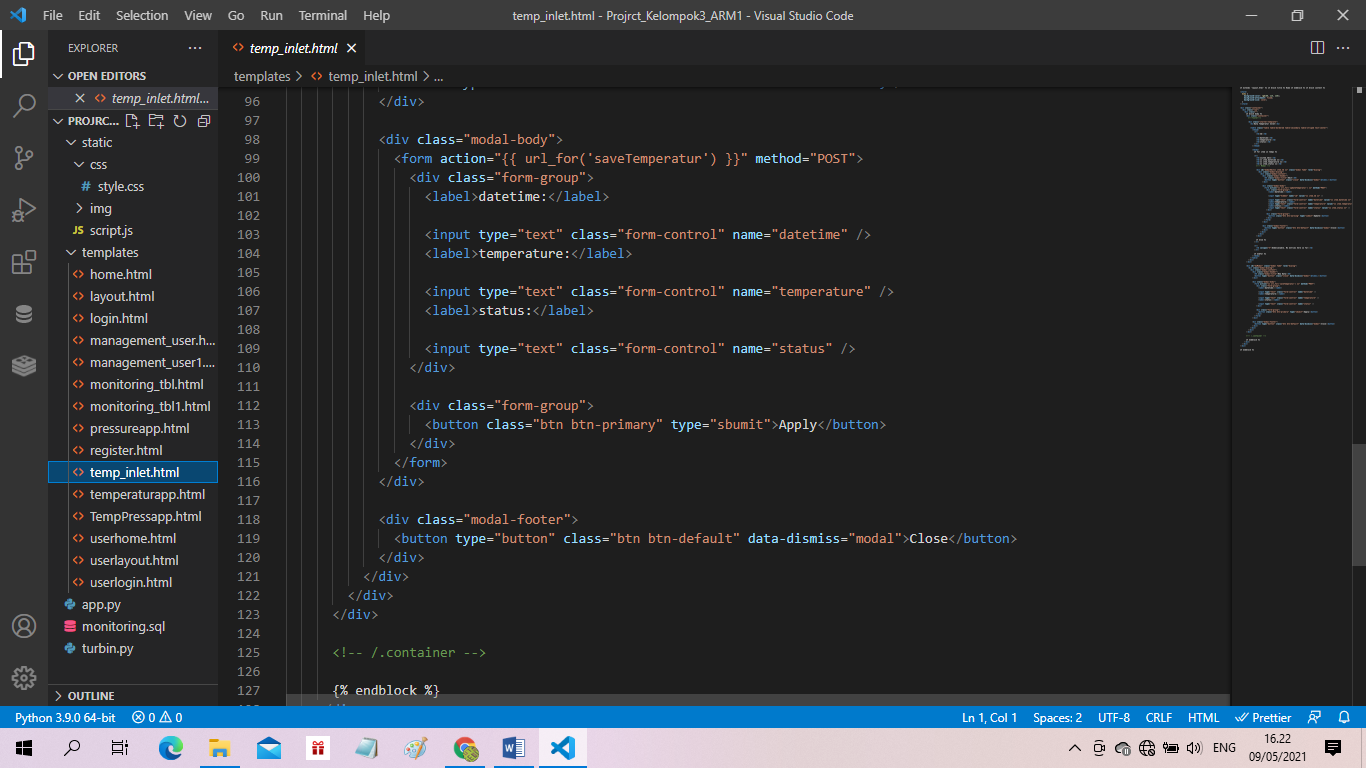 File Edit Selection View Go Run Terminal Help
temp_inlet.html - Projrct_Kelompok3_ARM1 - Visual Studio Code
EXPLORER
OPEN EDITORS
temp_inlet.html...
PROJRC...
static
css
# style.css
img
JS script.js
templates
home.html
layout.html
login.html
management_user.h...
management_user1....
monitoring_tbl.html
monitoring_tbl1.html
pressureapp.html
register.html
temp_inlet.html
temperaturapp.html
TempPressapp.html
userhome.html
userlayout.html
userlogin.html
app.py
monitoring.sql
turbin.py
OUTLINE
temp_inlet.html
templates > temp_inlet.html > ...
96 </div>
97
98 <div class="modal-body">
99 <form action="{{ url_for('saveTemperatur') }}" method="POST">
100 <div class="form-group">
101 <label>datetime:</label>
102
103 <input type="text" class="form-control" name="datetime" />
104 <label>temperature:</label>
105
106 <input type="text" class="form-control" name="temperature" />
107 <label>status:</label>
108
109 <input type="text" class="form-control" name="status" />
110 </div>
111
112 <div class="form-group">
113 <button class="btn btn-primary" type="sbumit">Apply</button>
114 </div>
115 </form>
116 </div>
117
118 <div class="modal-footer">
119 <button type="button" class="btn btn-default" data-dismiss="modal">Close</button>
120 </div>
121 </div>
122 </div>
123 </div>
124
125 <!-- /.container -->
126
127 {% endblock %}
Python 3.9.0 64-bit 0 0 Ln 1, Col 1 Spaces: 2 UTF-8 CRLF HTML Prettier
ENG
16.22
09/05/2021